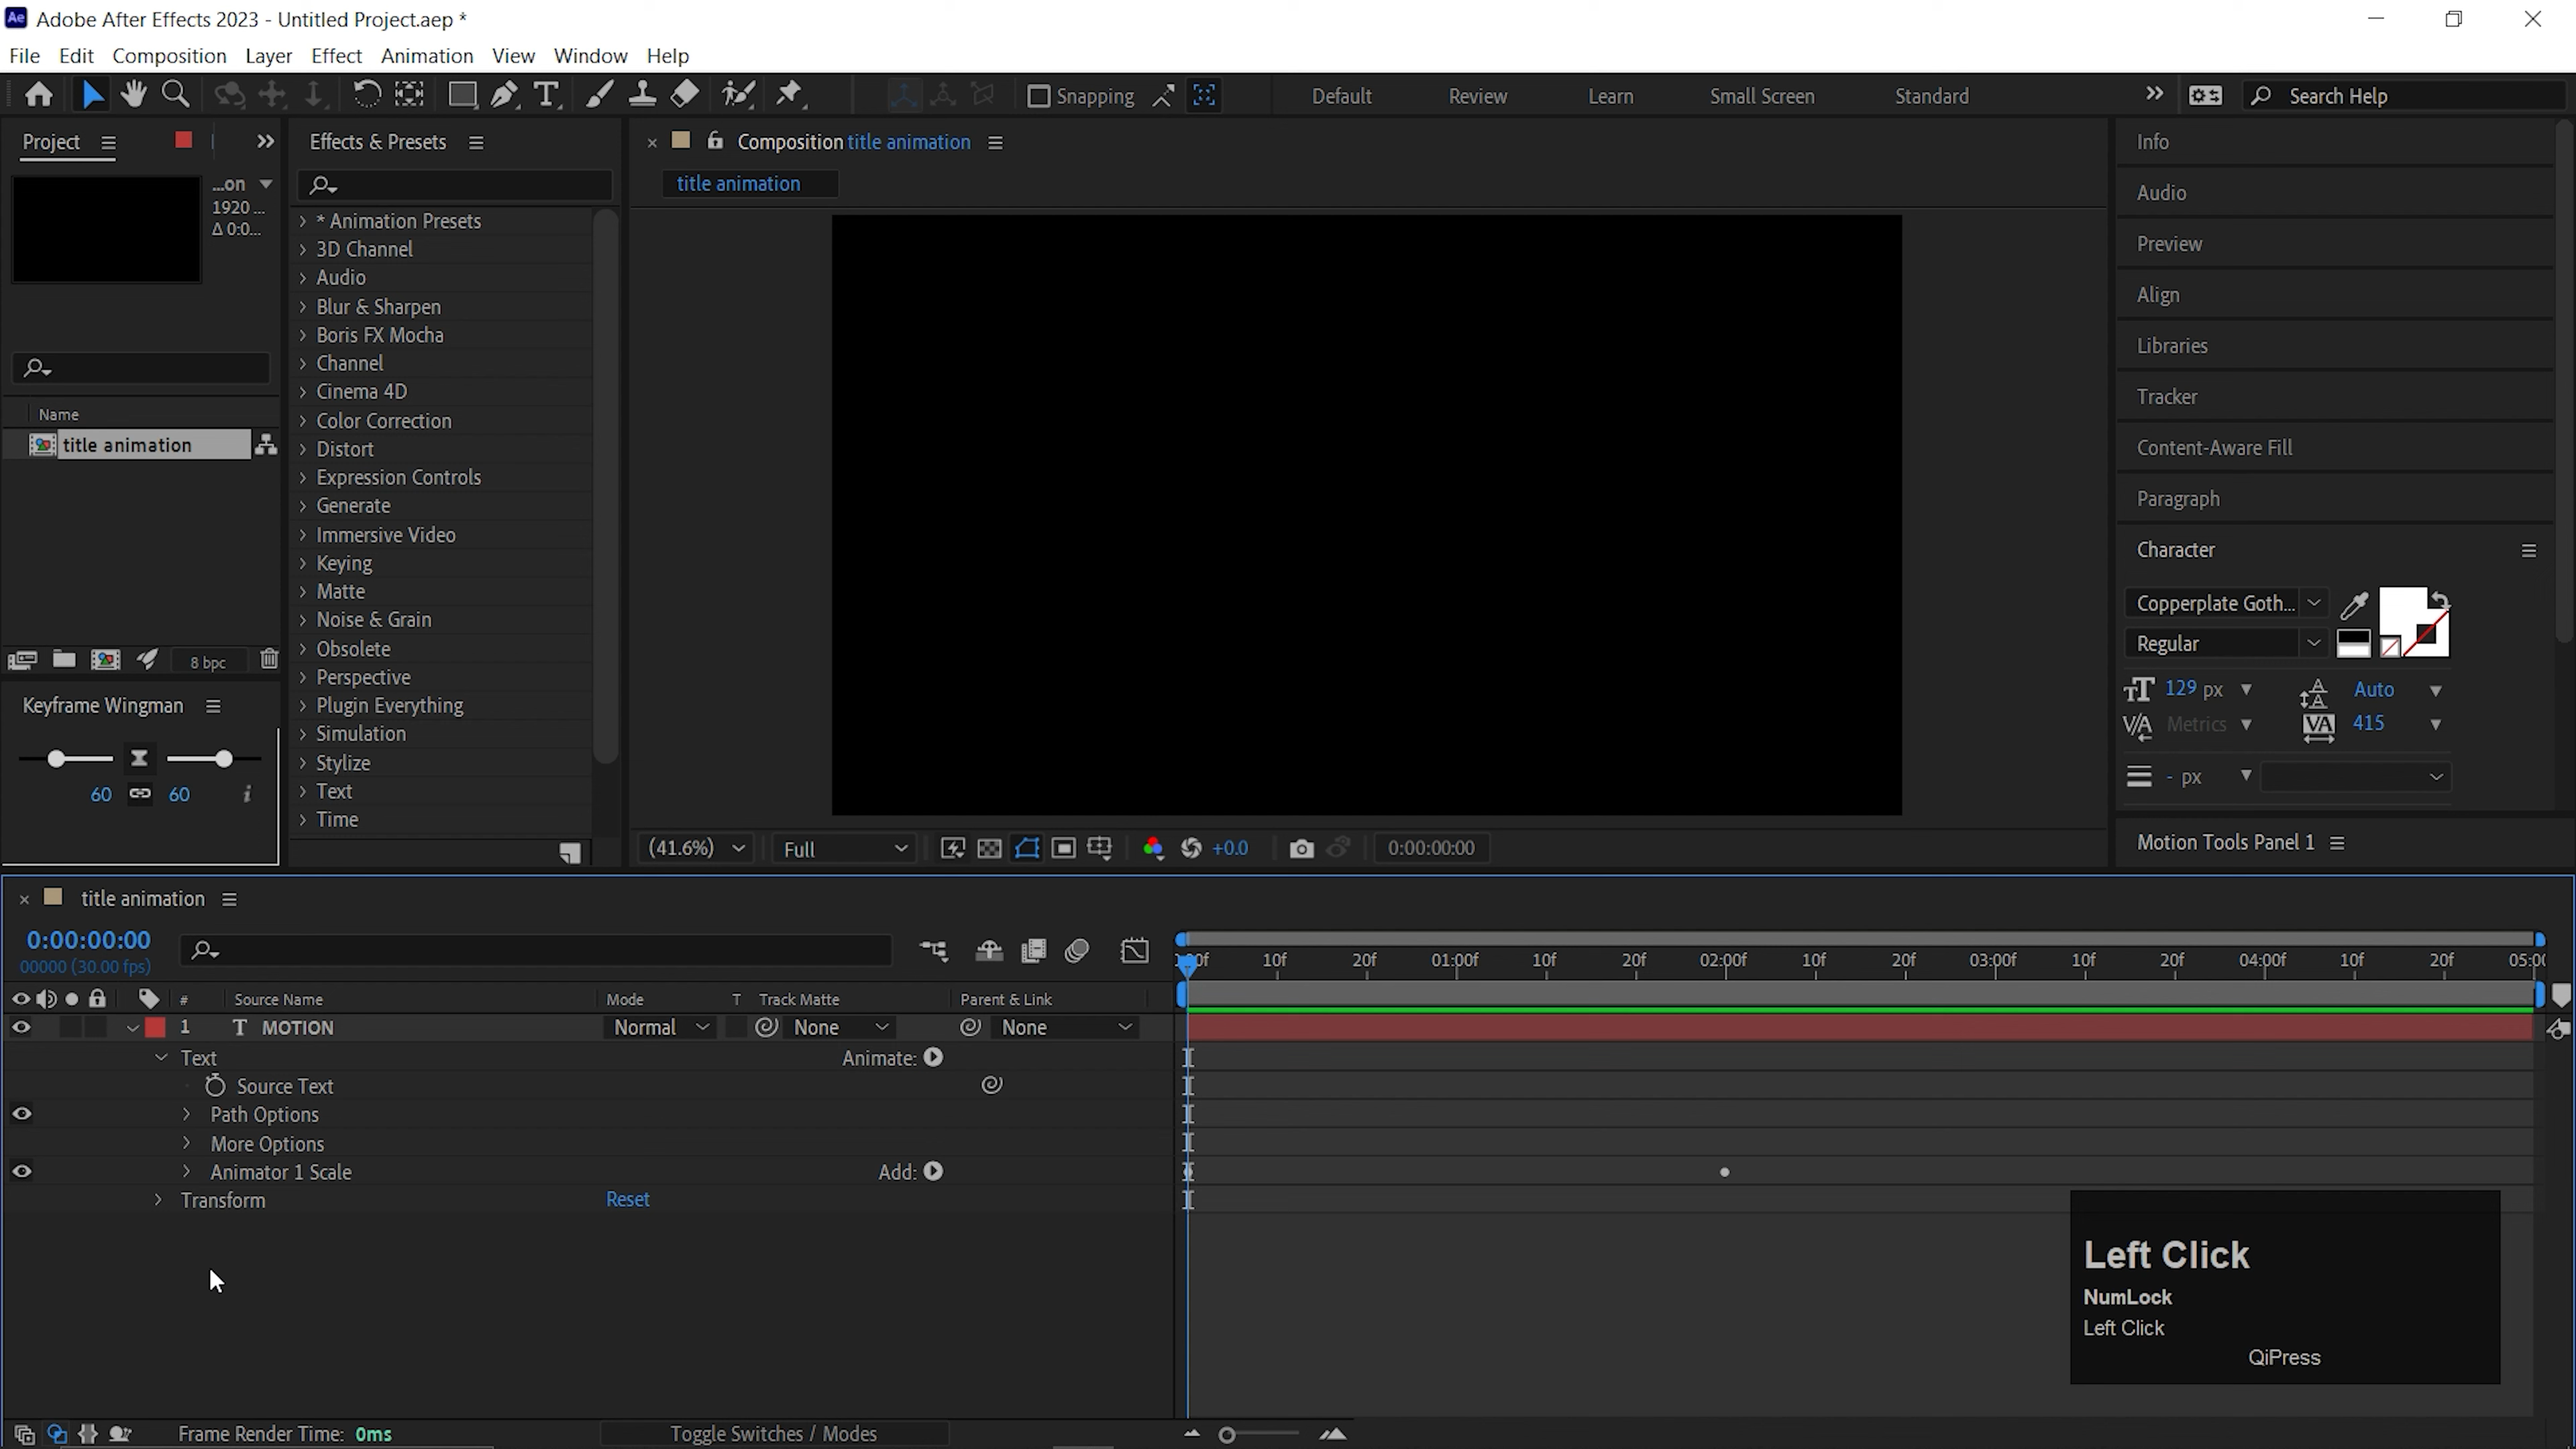 Ae Adobe After Effects 2023 - Untitled Project.aep *
File Edit Composition Layer Effect Animation View Window Help
Snapping Default Review Learn Small Screen Standard Search Help
Project
...on
1920 ...
Δ 0:0...
Name
title animation
8 bpc
Keyframe Wingman
60 60
Effects & Presets
* Animation Presets
3D Channel
Audio
Blur & Sharpen
Boris FX Mocha
Channel
Cinema 4D
Color Correction
Distort
Expression Controls
Generate
Immersive Video
Keying
Matte
Noise & Grain
Obsolete
Perspective
Plugin Everything
Simulation
Stylize
Text
Time
Composition title animation
title animation
(41.6%) Full +0.0 0:00:00:00
Info
Audio
Preview
Align
Libraries
Tracker
Content-Aware Fill
Paragraph
Character
Copperplate Goth...
Regular
129 px Auto
Metrics 415
- px
Motion Tools Panel 1
title animation
0:00:00:00
00000 (30.00 fps)
10f 20f 01:00f 10f 20f 02:00f 10f 20f 03:00f 10f 20f 04:00f 10f 20f
# Source Name Mode T Track Matte Parent & Link
1 T MOTION Normal None None
Text Animate:
Source Text
Path Options
More Options
Animator 1 Scale Add:
Transform Reset
Left Click
NumLock
Left Click
QiPress
Frame Render Time: 0ms Toggle Switches / Modes